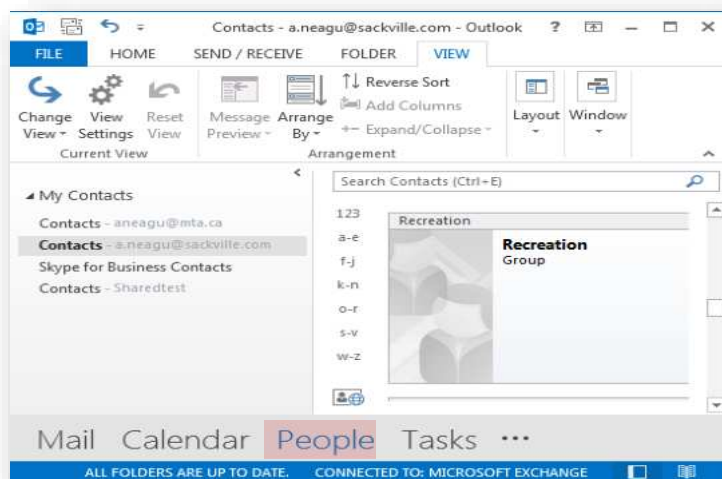 Contacts - a.neagu@sackville.com - Outlook
FILE HOME SEND / RECEIVE FOLDER VIEW
Change View
View Settings
Reset View
Message Preview
Arrange By
Reverse Sort
Add Columns
Expand/Collapse
Layout
Window
Current View
Arrangement
My Contacts
Contacts - aneagu@mta.ca
Contacts - a.neagu@sackville.com
Skype for Business Contacts
Contacts - Sharedtest
Search Contacts (Ctrl+E)
123
a-e
f-j
k-n
o-r
s-v
w-z
Recreation
Recreation
Group
Mail Calendar People Tasks ...
ALL FOLDERS ARE UP TO DATE. CONNECTED TO: MICROSOFT EXCHANGE